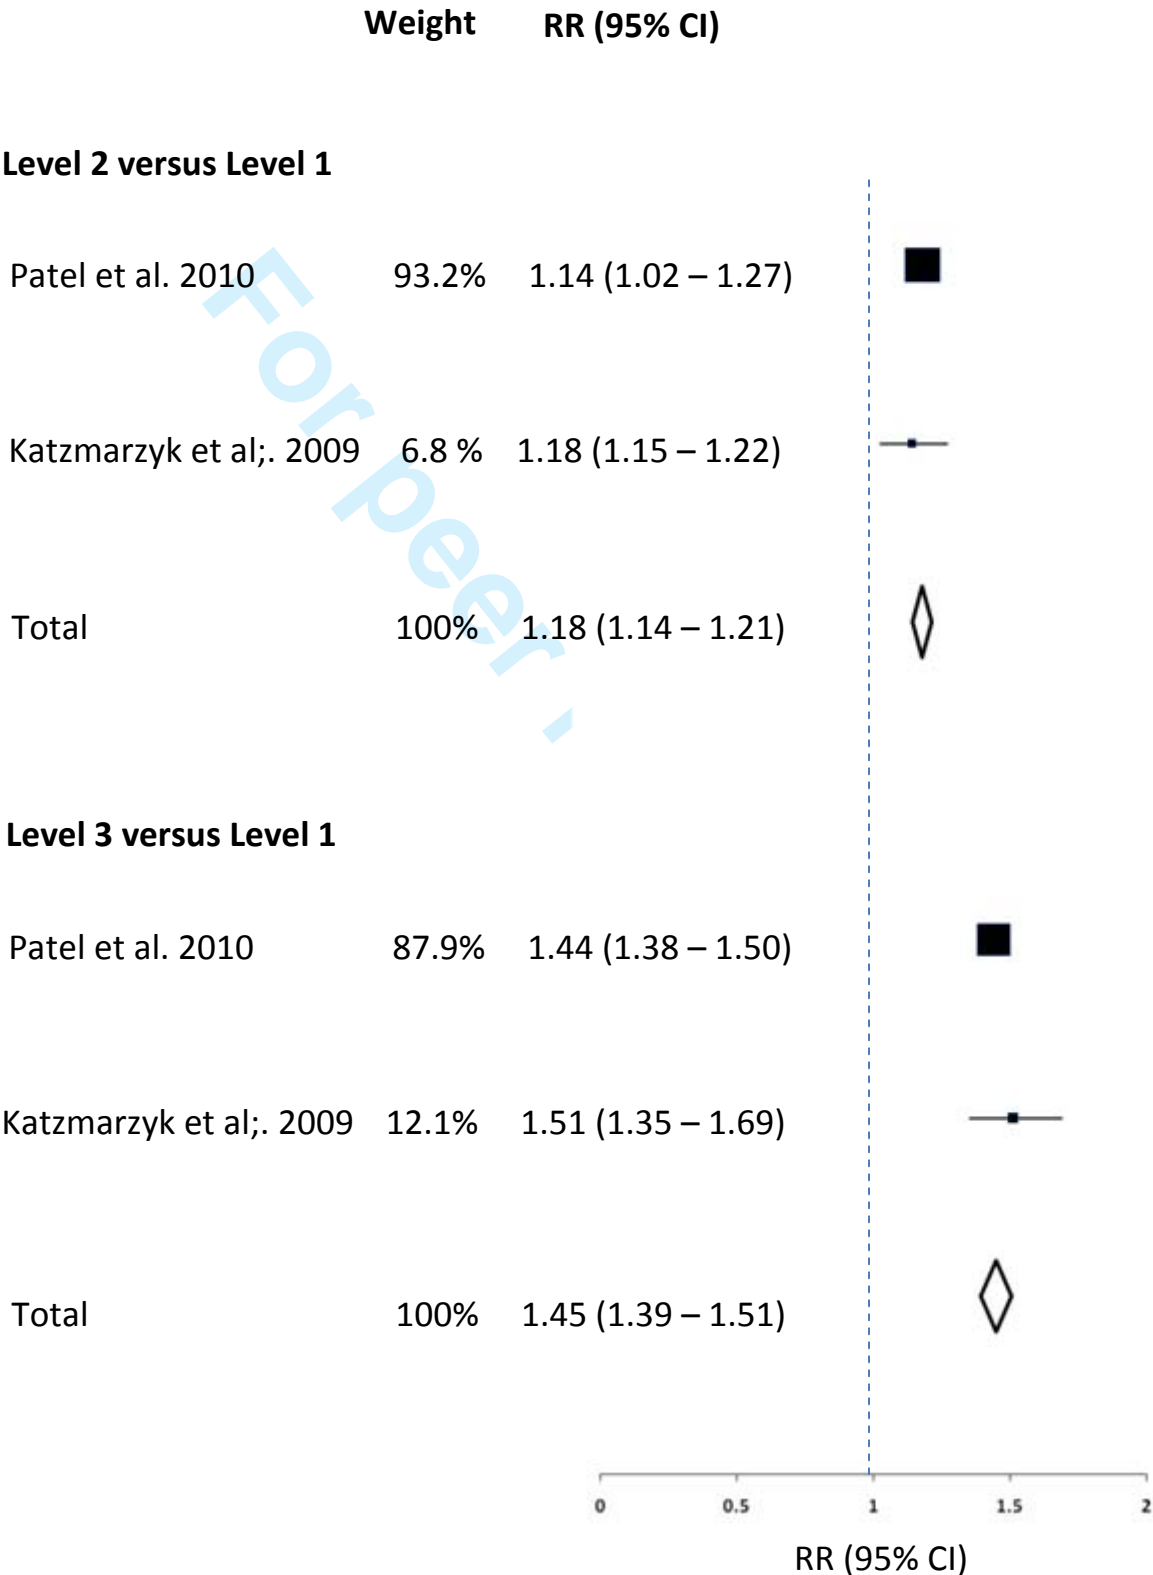 Weight RR (95% CI)
Level 2 versus Level 1
Patel et al. 2010 93.2% 1.14 (1.02 – 1.27)
Katzmarzyk et al;. 2009 6.8 % 1.18 (1.15 – 1.22)
Total 100% 1.18 (1.14 – 1.21)
For peer
Level 3 versus Level 1
Patel et al. 2010 87.9% 1.44 (1.38 – 1.50)
Katzmarzyk et al;. 2009 12.1% 1.51 (1.35 – 1.69)
Total 100% 1.45 (1.39 – 1.51)
0 0.5 1 1.5 2
RR (95% CI)